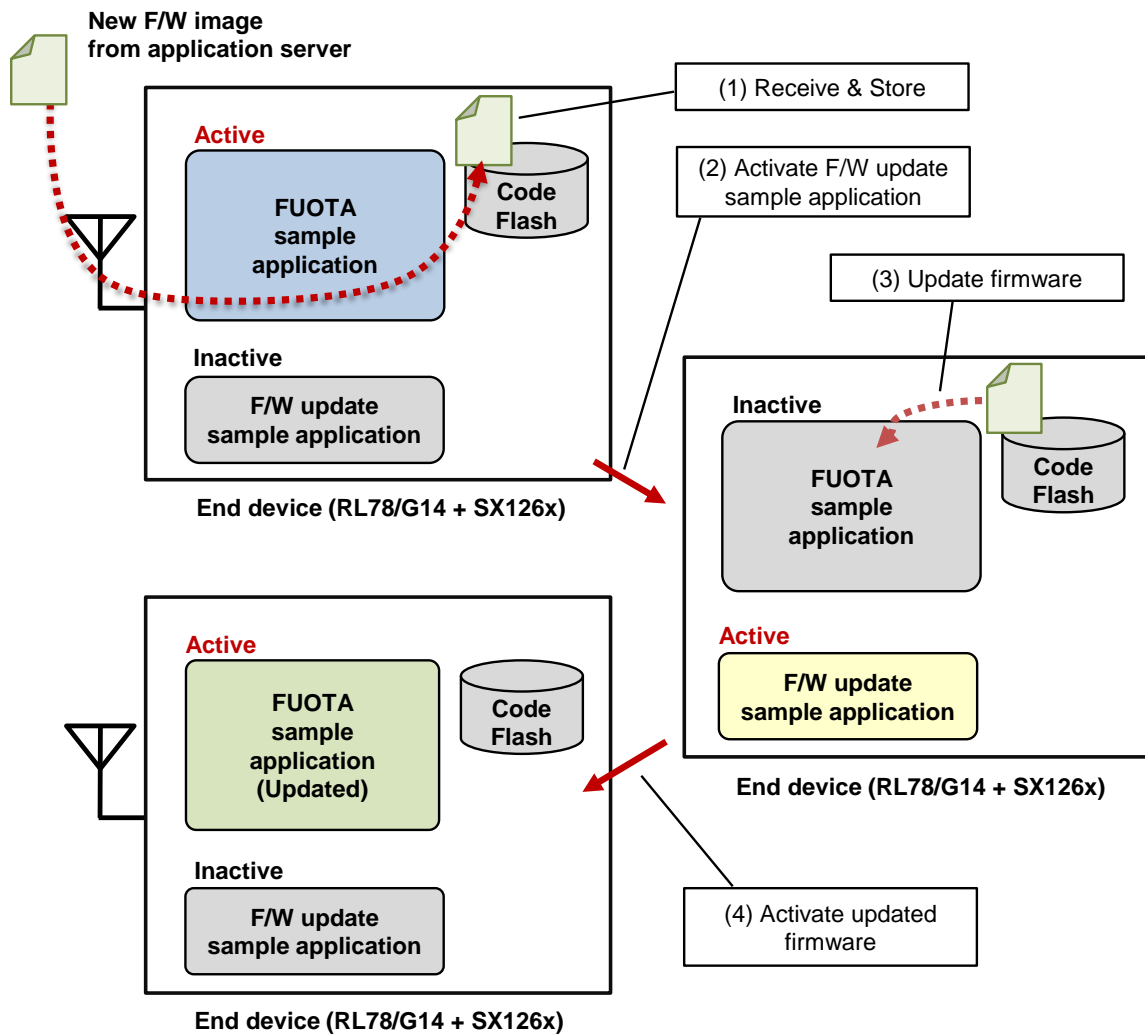 New F/W image
from application server
(1) Receive & Store
Active
FUOTA
sample
application
Code
Flash
(2) Activate F/W update
sample application
(3) Update firmware
Inactive
F/W update
sample application
End device (RL78/G14 + SX126x)
Inactive
FUOTA
sample
application
Code
Flash
Active
F/W update
sample application
End device (RL78/G14 + SX126x)
Active
FUOTA
sample
application
(Updated)
Code
Flash
Inactive
F/W update
sample application
(4) Activate updated
firmware
End device (RL78/G14 + SX126x)